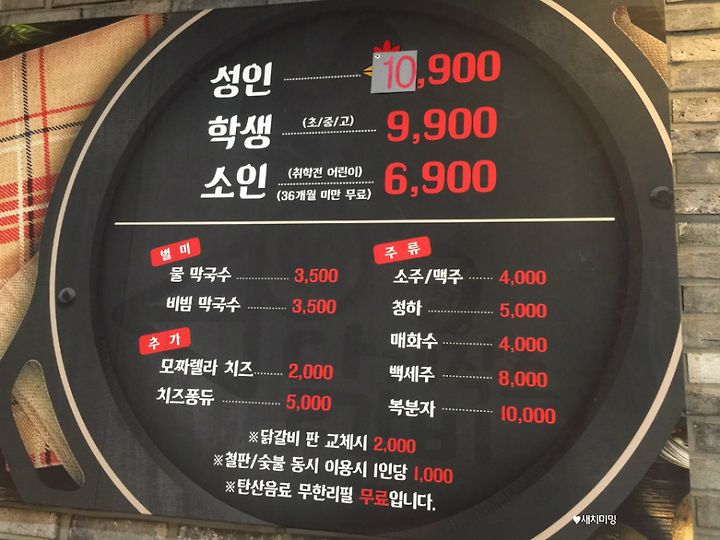 성인 10,900
학생 (초/중/고) 9,900
소인 (취학전 어린이) (36개월 미만 무료) 6,900
별미
물 막국수 3,500
비빔 막국수 3,500
추가
모짜렐라 치즈 2,000
치즈퐁듀 5,000
주류
소주/맥주 4,000
청하 5,000
매화수 4,000
백세주 8,000
복분자 10,000
※닭갈비 판 교체시 2,000
※철판/숯불 동시 이용시 1인당 1,000
※탄산음료 무한리필 무료입니다.
♥새치미밍